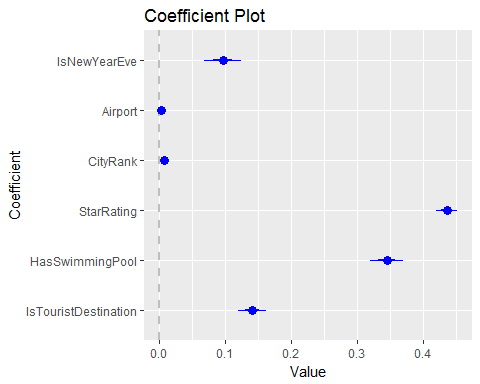 Coefficient Plot
IsNewYearEve
Airport
CityRank
StarRating
HasSwimmingPool
IsTouristDestination
Coefficient
0.0 0.1 0.2 0.3 0.4
Value